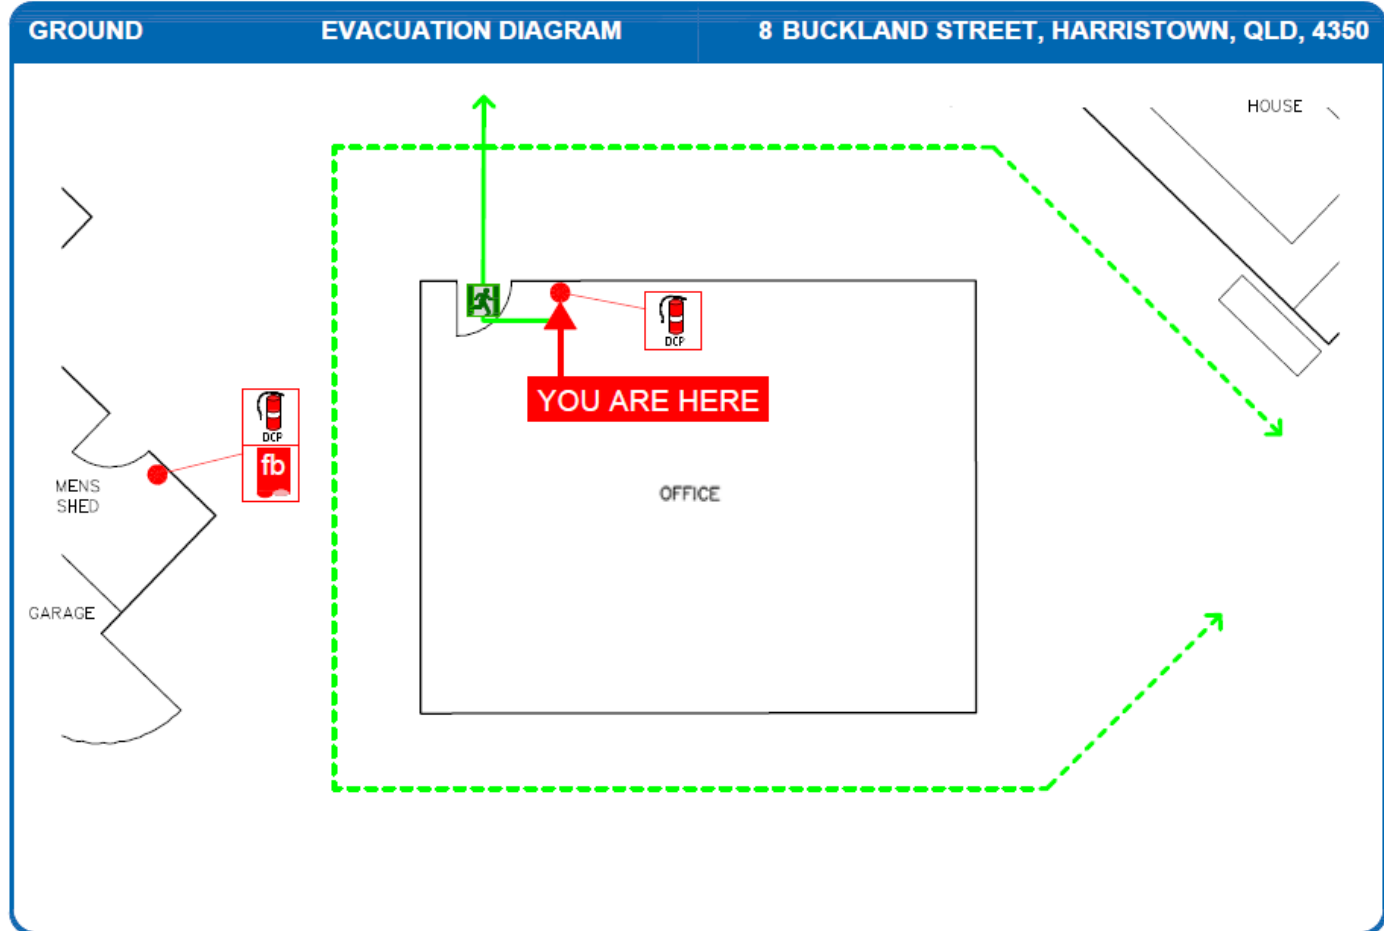 GROUND
EVACUATION DIAGRAM
8 BUCKLAND STREET, HARRISTOWN, QLD, 4350
HOUSE
DCP
YOU ARE HERE
DCP
fb
MENS
SHED
OFFICE
GARAGE